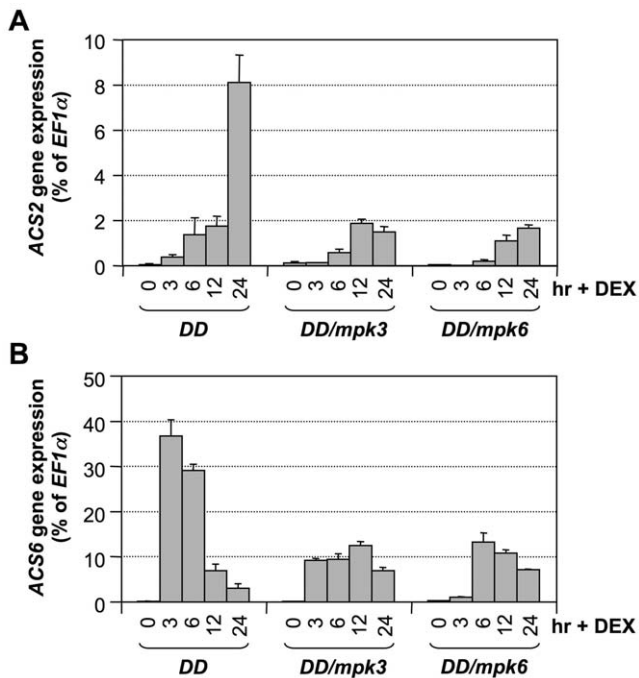 A
ACS2 gene expression
(% of EF1α)
10
8
6
4
2
0
0 3 6 12 24 0 3 6 12 24 0 3 6 12 24 hr + DEX
DD DD/mpk3 DD/mpk6
B
ACS6 gene expression
(% of EF1α)
50
40
30
20
10
0
0 3 6 12 24 0 3 6 12 24 0 3 6 12 24 hr + DEX
DD DD/mpk3 DD/mpk6